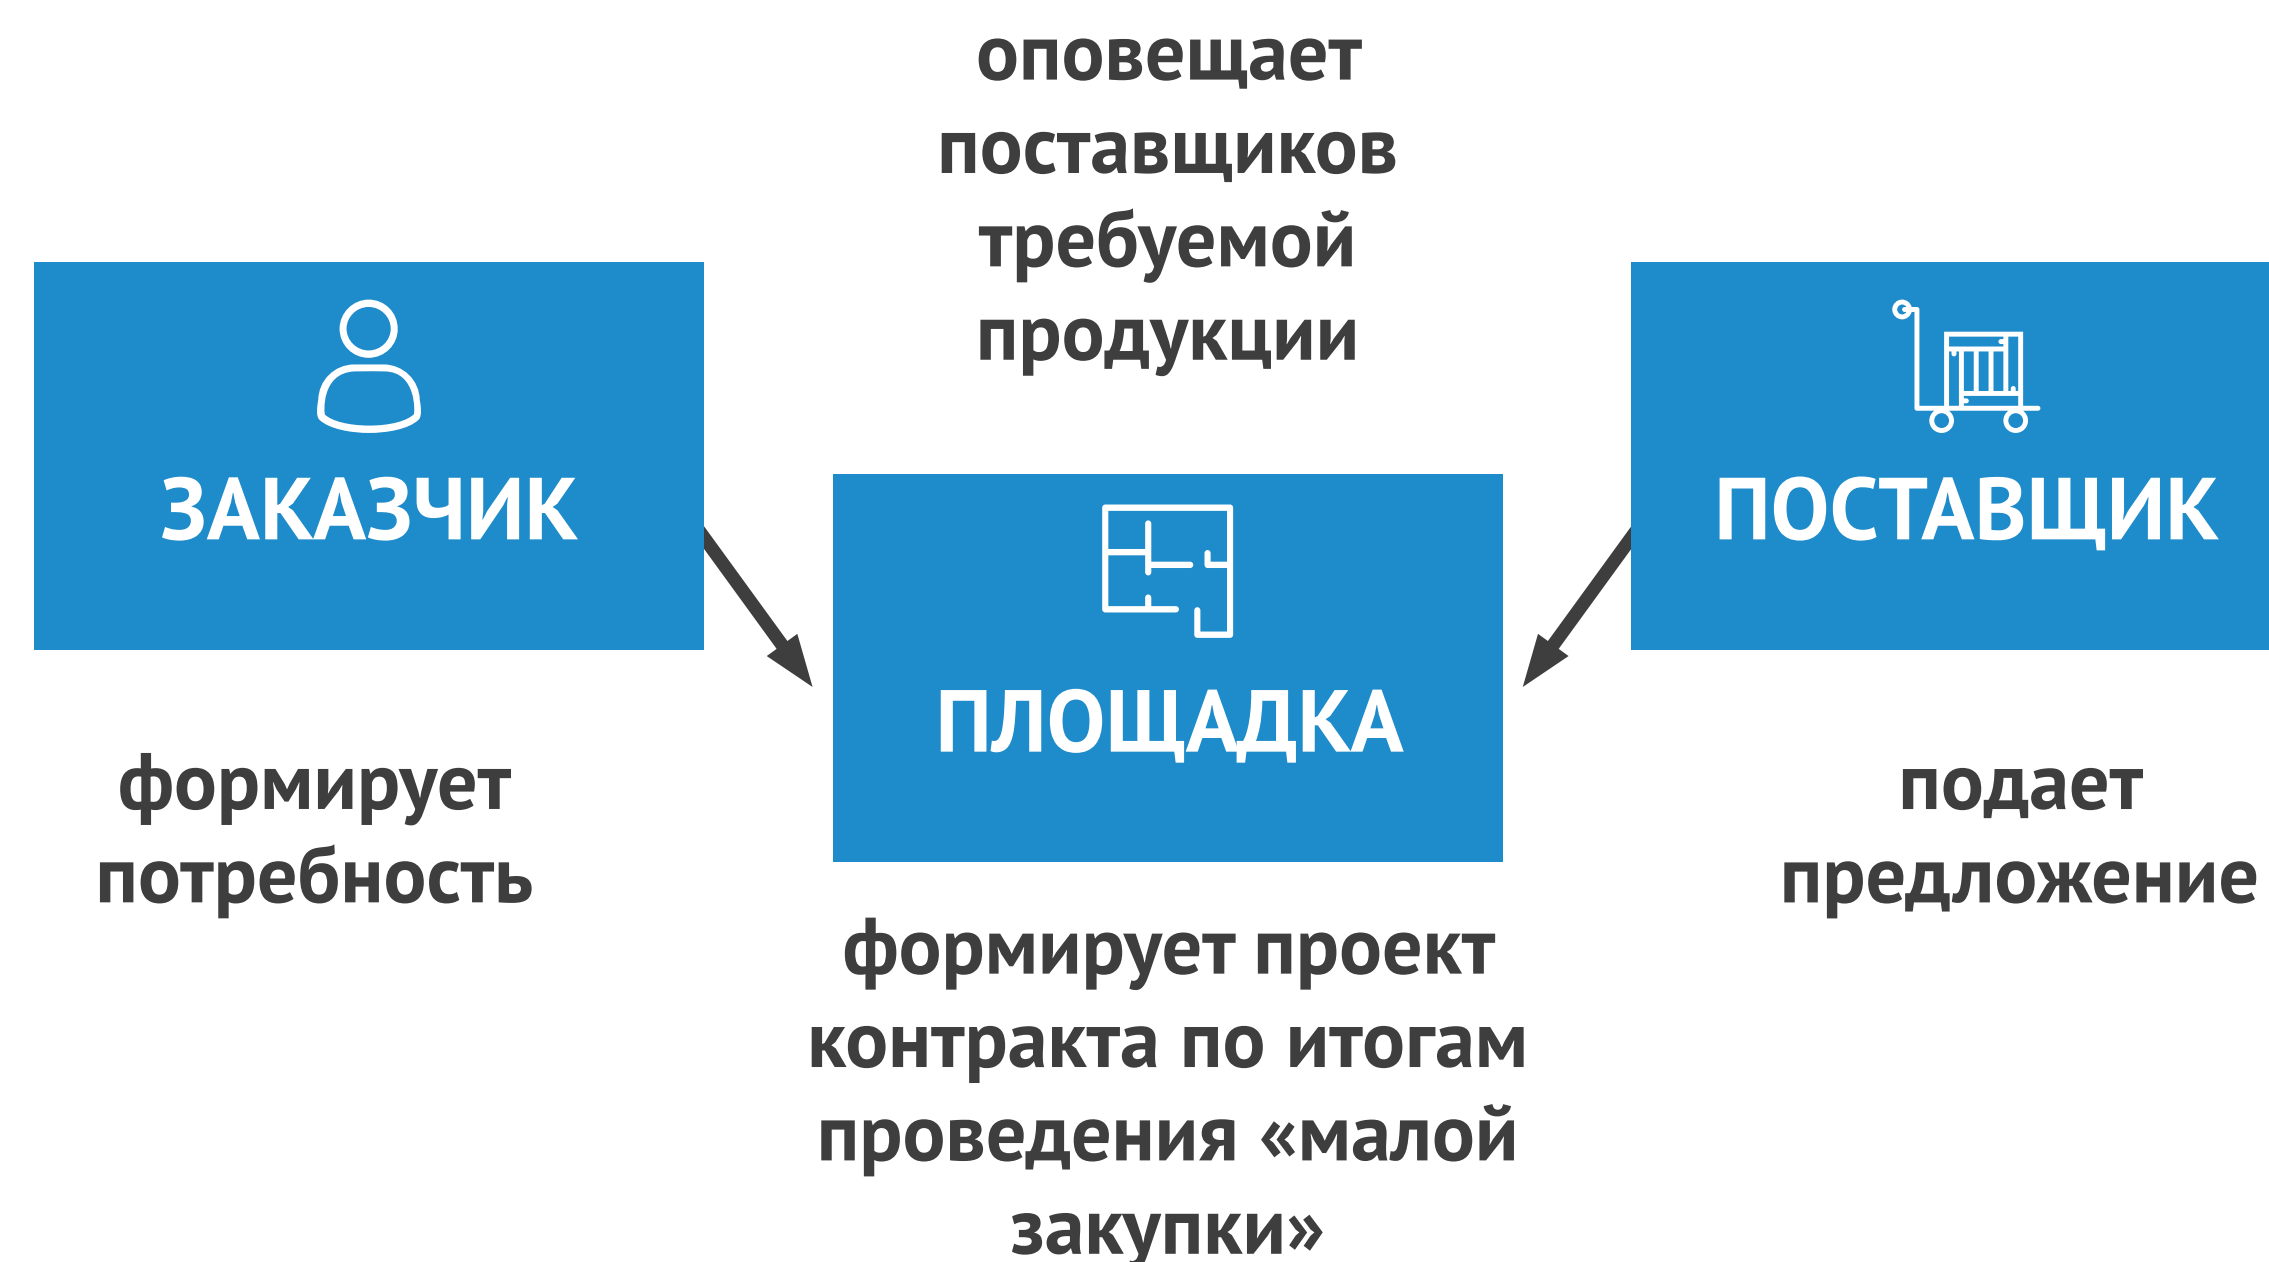 оповещает
поставщиков
требуемой
продукции
ЗАКАЗЧИК
ПОСТАВЩИК
ПЛОЩАДКА
формирует
потребность
подает
предложение
формирует проект
контракта по итогам
проведения «малой
закупки»